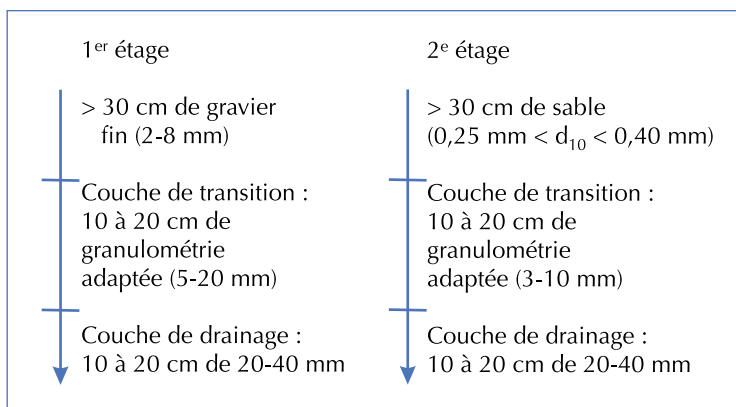 1er étage
> 30 cm de gravier
fin (2-8 mm)
Couche de transition :
10 à 20 cm de
granulométrie
adaptée (5-20 mm)
Couche de drainage :
10 à 20 cm de 20-40 mm
2e étage
> 30 cm de sable
(0,25 mm < d10 < 0,40 mm)
Couche de transition :
10 à 20 cm de
granulométrie
adaptée (3-10 mm)
Couche de drainage :
10 à 20 cm de 20-40 mm